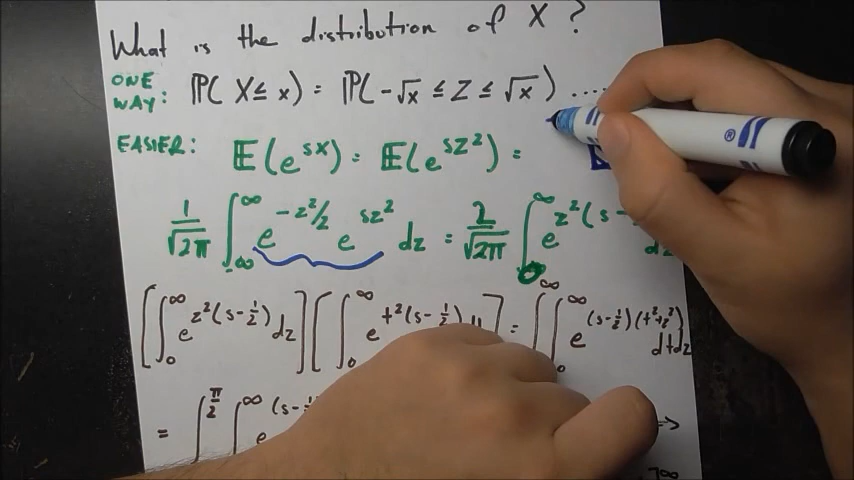 What is the distribution of X ?
ONE WAY: ℙ( X ≤ x) = ℙ( -√x ≤ Z ≤ √x ) ....
EASIER: 𝔼(e^{sX}) = 𝔼(e^{sZ²}) =
1/√2π ∫_{-∞}^{∞} e^{-z²/2} e^{sz²} dz = 2/√2π ∫_0^∞ e^{z²(s-} dz
[∫_0^∞ e^{z²(s-1/2)} dz] [∫_0^∞ e^{t²(s-1/2)} ] = ∫_0^∞ ∫^∞ e^{(s-1/2)(t²+z²)} dtdz
= ∫^{π/2} ∫^∞ e^{(s-